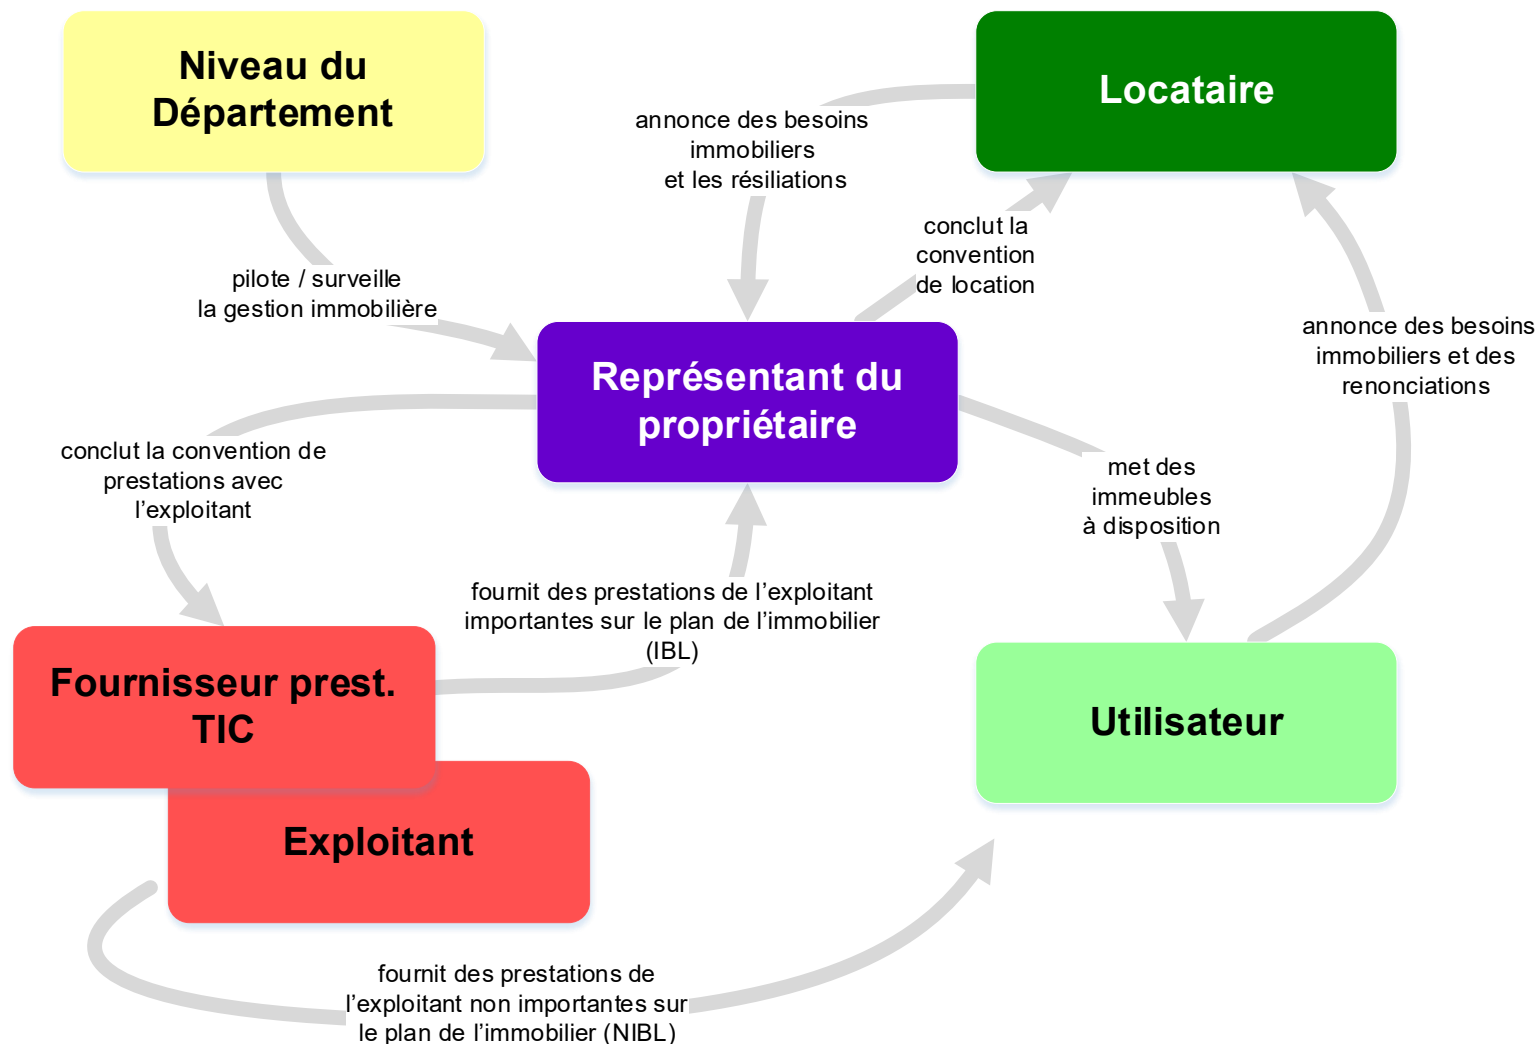 Niveau du
Département
Locataire
annonce des besoins
immobiliers
et les résiliations
conclut la
convention
de location
pilote / surveille
la gestion immobilière
annonce des besoins
immobiliers et des
renonciations
Représentant du
propriétaire
conclut la convention de
prestations avec
l’exploitant
met des
immeubles
à disposition
fournit des prestations de l’exploitant
importantes sur le plan de l’immobilier
(IBL)
Fournisseur prest.
TIC
Utilisateur
Exploitant
fournit des prestations de
l’exploitant non importantes sur
le plan de l’immobilier (NIBL)